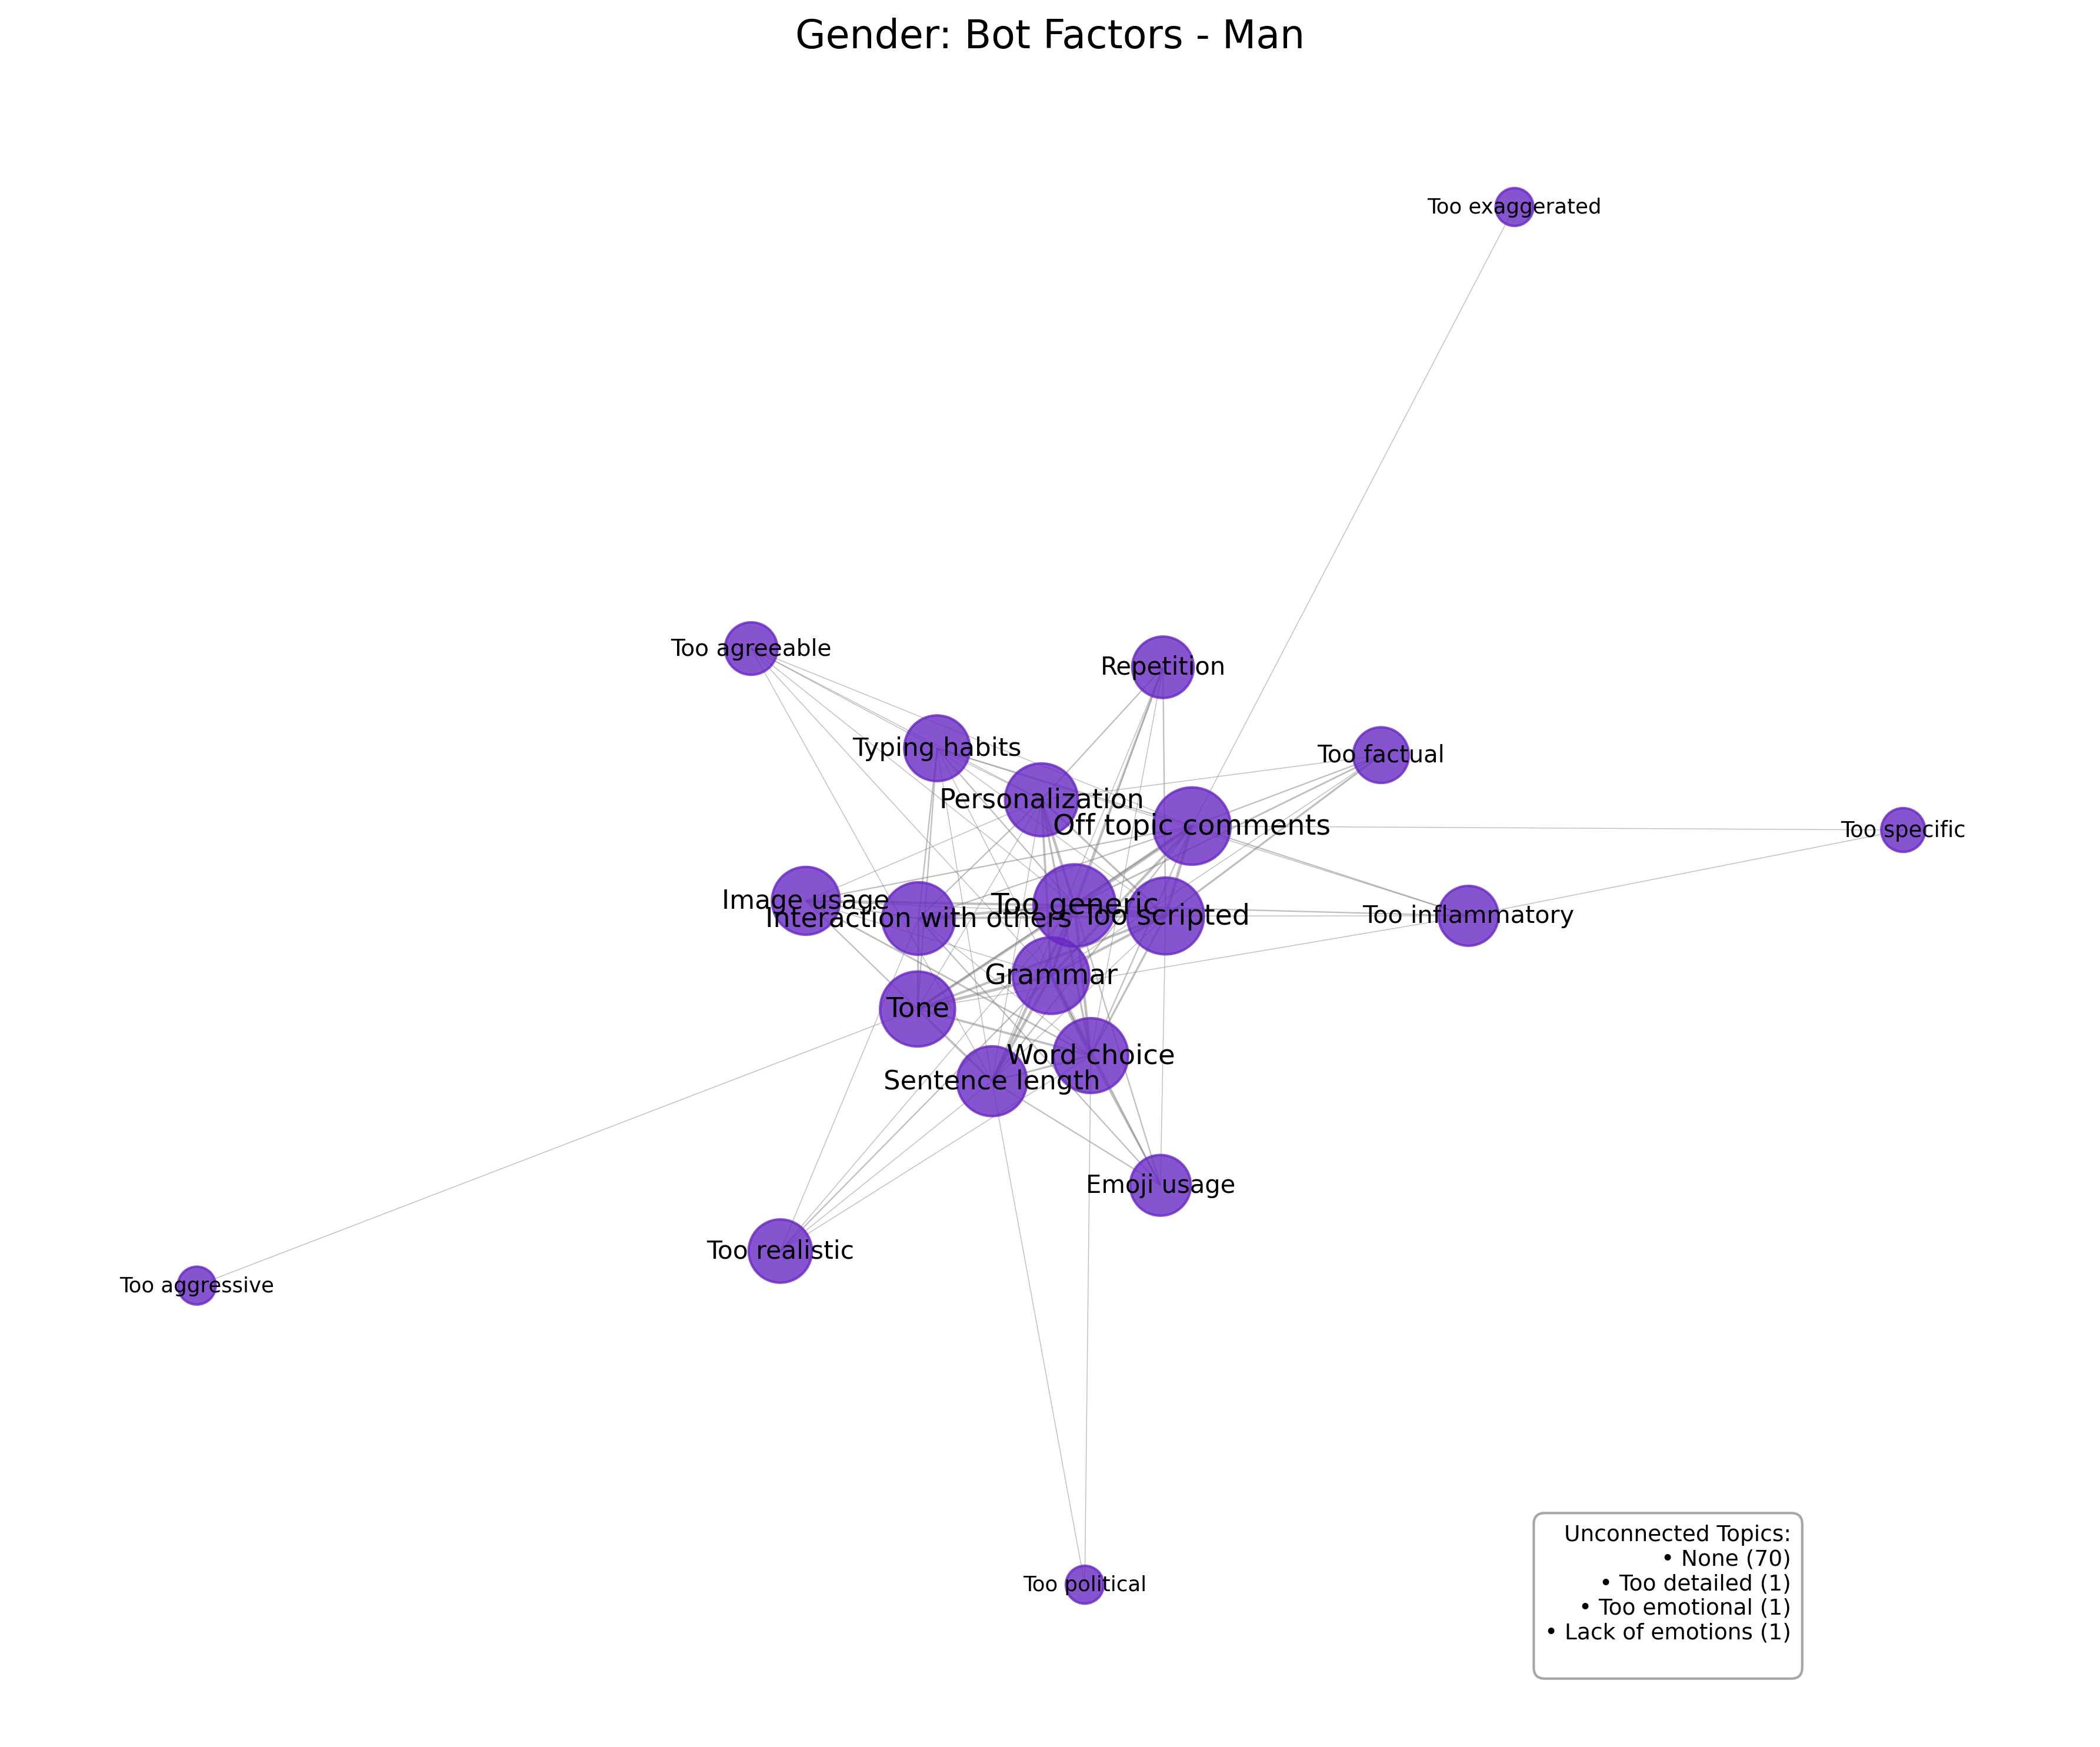 Gender: Bot Factors - Man
Too exaggerated
Too agreeable
Repetition
Typing habits
Too factual
Personalization
Off topic comments
Too specific
Image usage
Too generic
Interaction with others
Too scripted
Too inflammatory
Grammar
Tone
Word choice
Sentence length
Emoji usage
Too realistic
Too aggressive
Too political
Unconnected Topics:
• None (70)
• Too detailed (1)
• Too emotional (1)
• Lack of emotions (1)